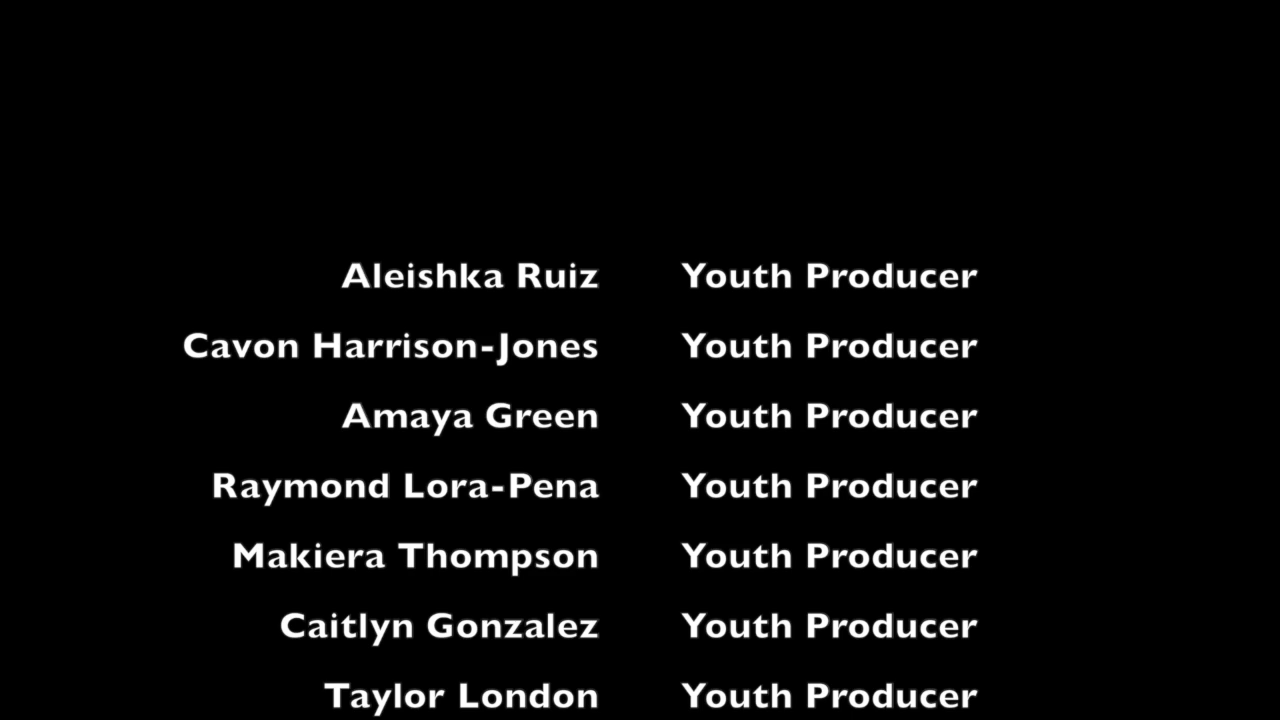 Aleishka Ruiz Youth Producer
Cavon Harrison-Jones Youth Producer
Amaya Green Youth Producer
Raymond Lora-Pena Youth Producer
Makiera Thompson Youth Producer
Caitlyn Gonzalez Youth Producer
Taylor London Youth Producer